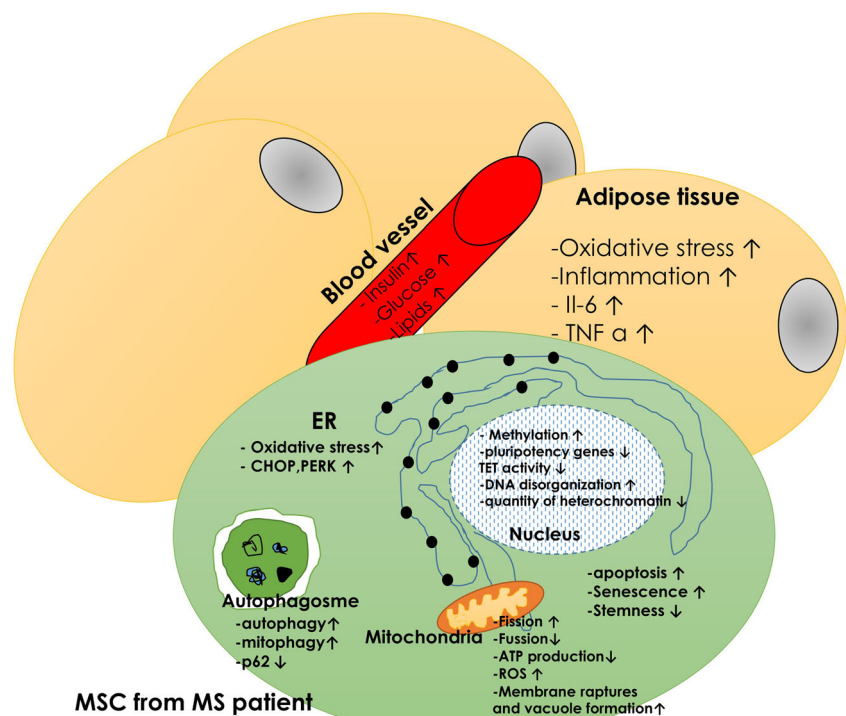 Adipose tissue
-Oxidative stress ↑
-Inflammation ↑
- Il-6 ↑
- TNF a ↑
Blood vessel
- Insulin↑
-Glucose ↑
-Lipids ↑
ER
- Oxidative stress↑
- CHOP,PERK ↑
- Methylation ↑
-pluripotency genes ↓
TET activity ↓
-DNA disorganization ↑
-quantity of heterochromatin ↓
Nucleus
Autophagosme
-autophagy↑
-mitophagy↑
-p62 ↓
Mitochondria
-Fission ↑
-Fussion↓
-ATP production↓
-ROS ↑
-Membrane raptures
and vacuole formation↑
-apoptosis ↑
-Senescence ↑
-Stemness ↓
MSC from MS patient